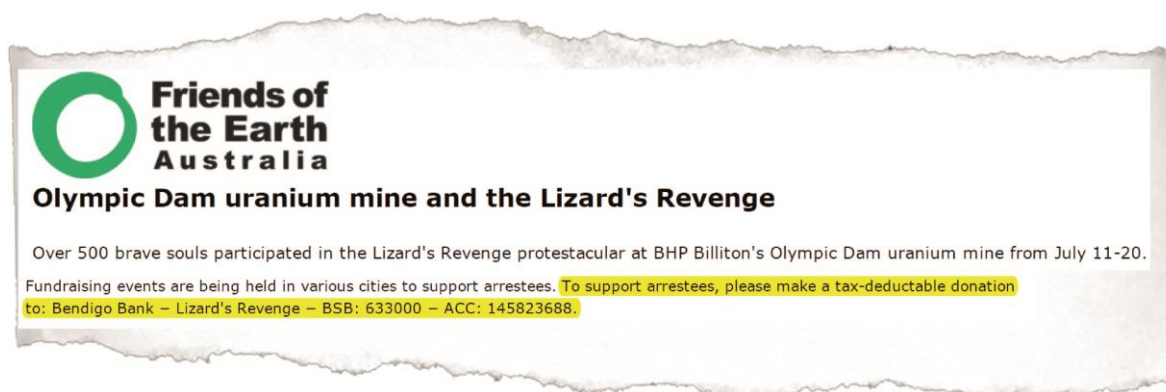 Friends of
the Earth
Australia
Olympic Dam uranium mine and the Lizard's Revenge
Over 500 brave souls participated in the Lizard's Revenge protestacular at BHP Billiton's Olympic Dam uranium mine from July 11-20.
Fundraising events are being held in various cities to support arrestees. To support arrestees, please make a tax-deductable donation
to: Bendigo Bank – Lizard's Revenge – BSB: 633000 – ACC: 145823688.